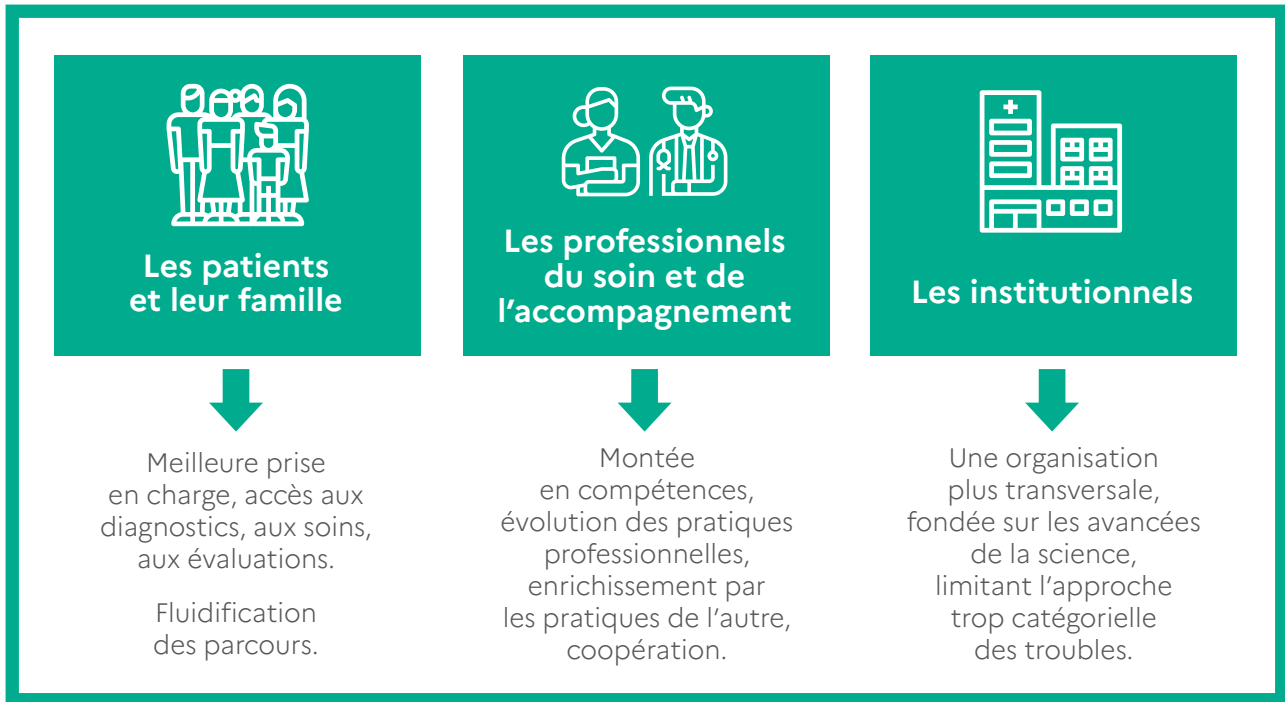 Les patients
et leur famille
Meilleure prise
en charge, accès aux
diagnostics, aux soins,
aux évaluations.
Fluidification
des parcours.
Les professionnels
du soin et de
l’accompagnement
Montée
en compétences,
évolution des pratiques
professionnelles,
enrichissement par
les pratiques de l’autre,
coopération.
Les institutionnels
Une organisation
plus transversale,
fondée sur les avancées
de la science,
limitant l’approche
trop catégorielle
des troubles.